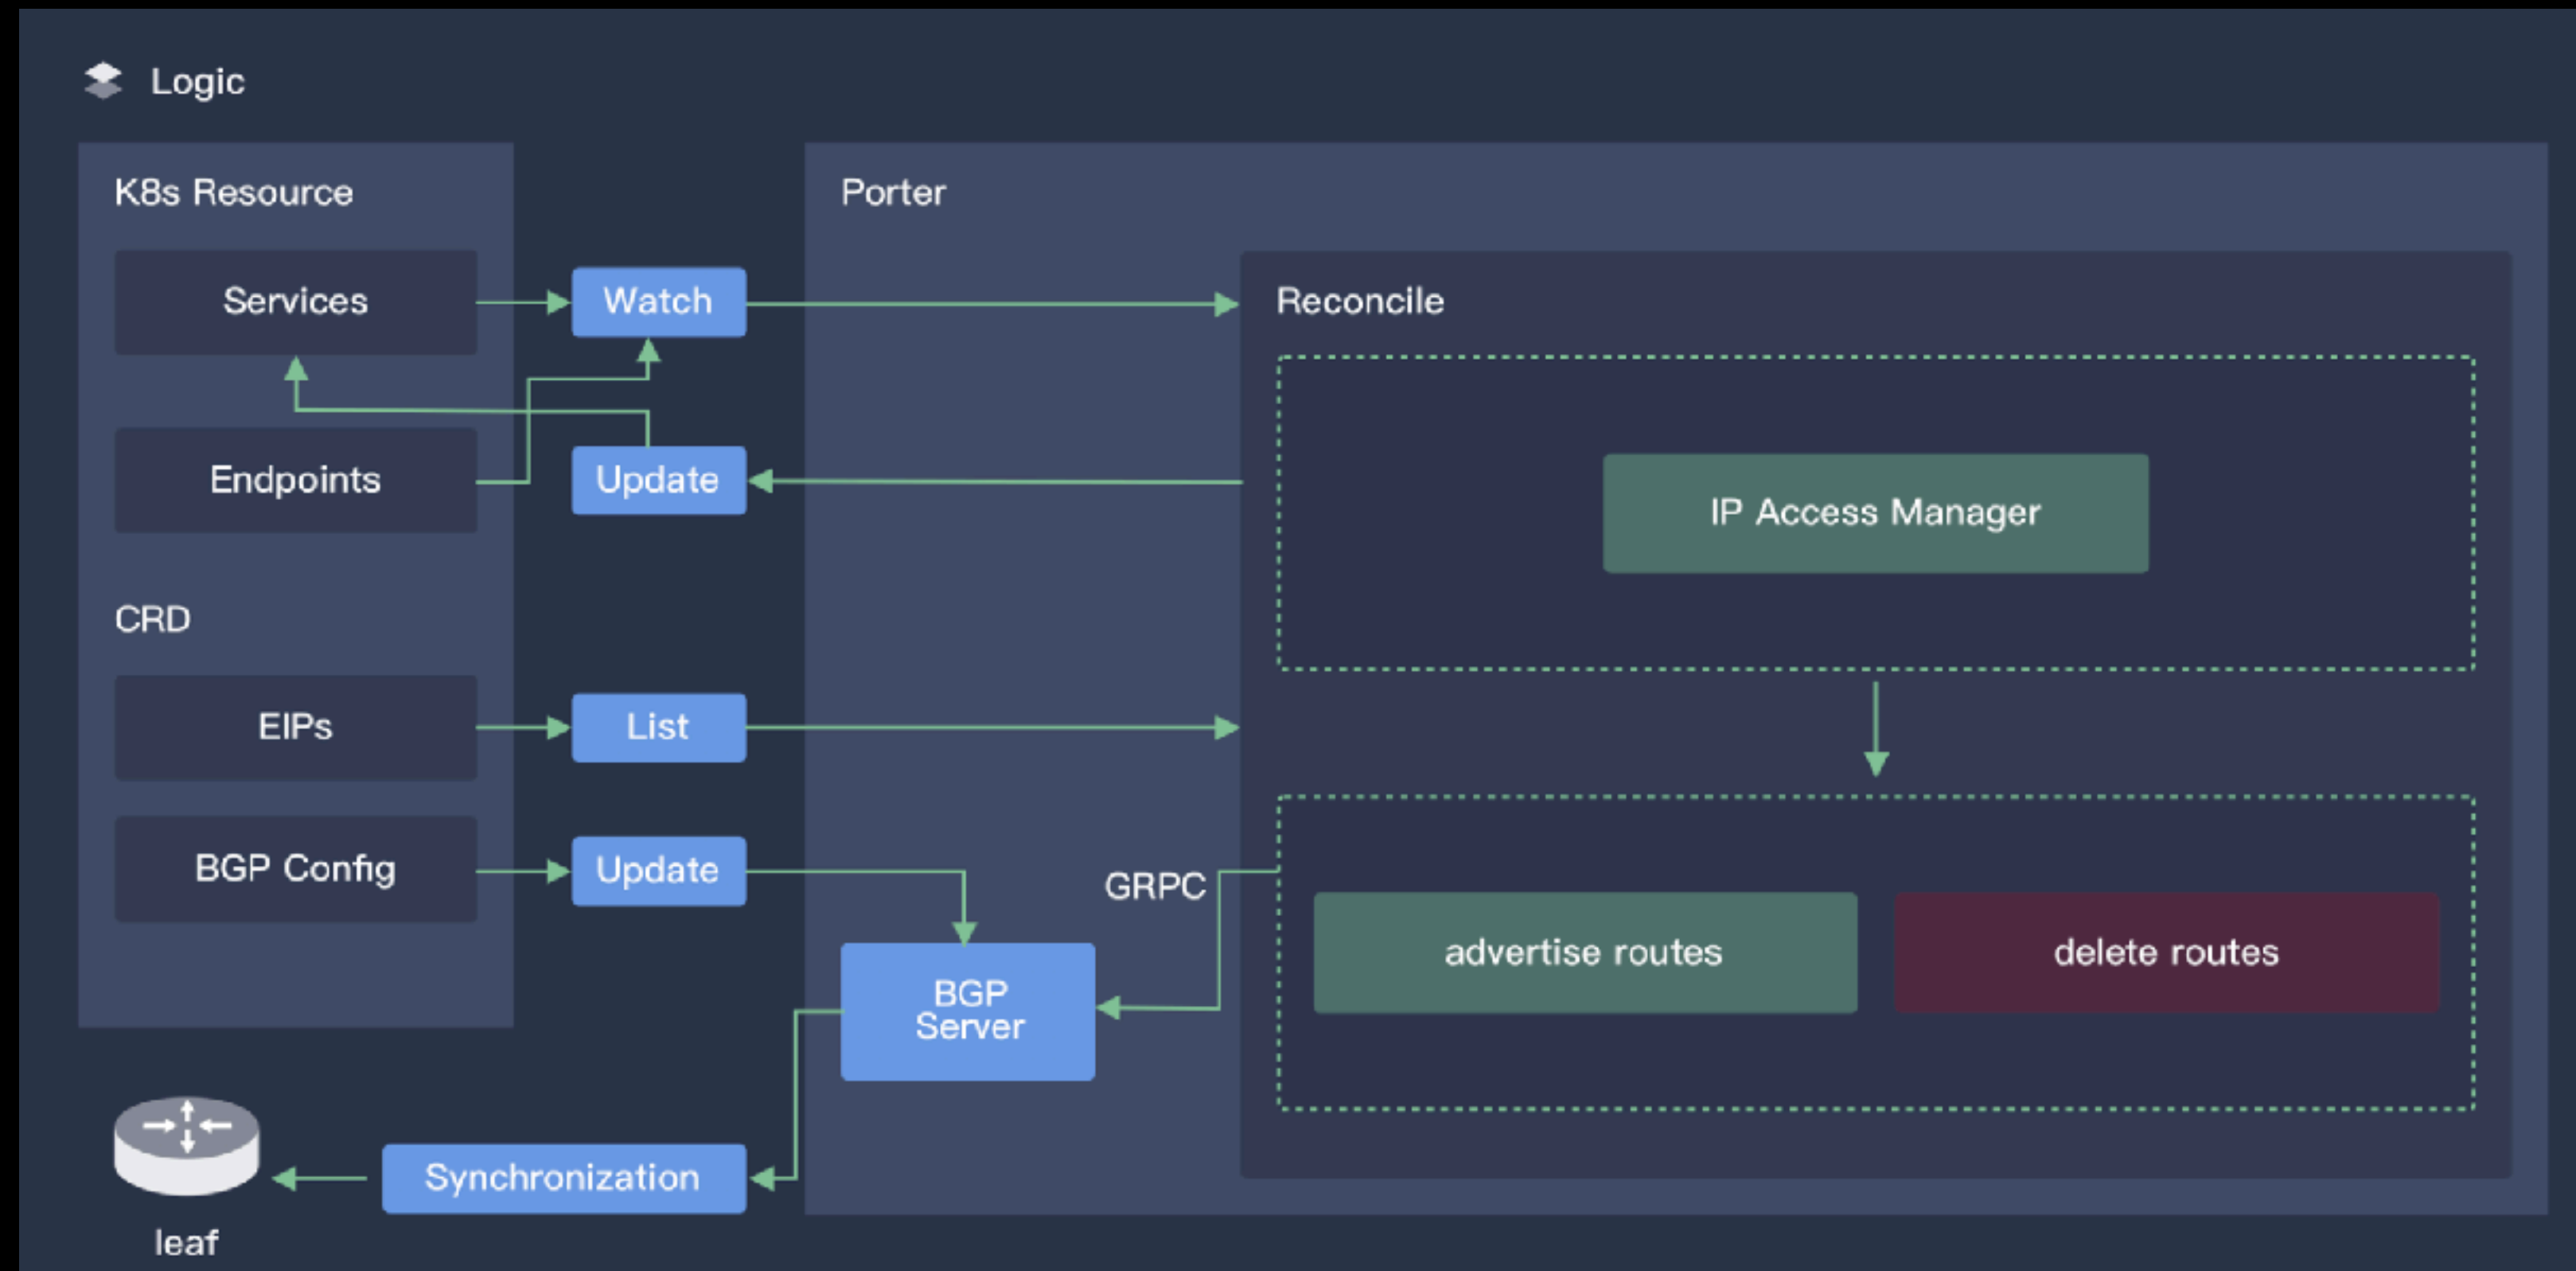 Logic
K8s Resource
Services
Endpoints
CRD
EIPs
BGP Config
Watch
Update
List
Update
Porter
Reconcile
IP Access Manager
GRPC
advertise routes
delete routes
BGP
Server
Synchronization
leaf